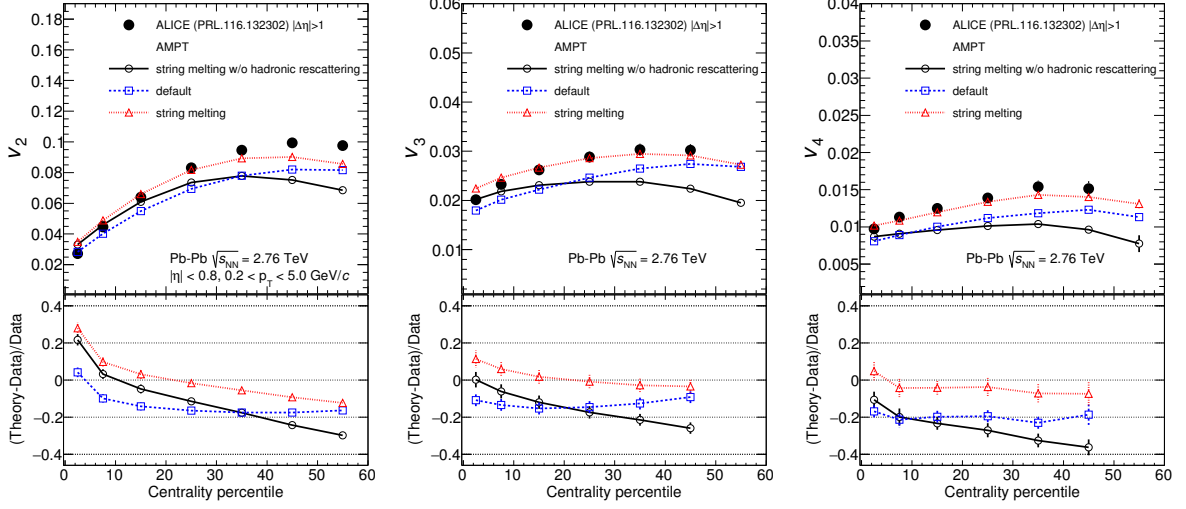 0.18
0.16
0.14
0.12
0.1
0.08
0.06
0.04
0.02
v2
ALICE (PRL.116.132302) |Δη|>1
AMPT
string melting w/o hadronic rescattering
default
string melting
Pb-Pb √sNN = 2.76 TeV
|η| < 0.8, 0.2 < pT < 5.0 GeV/c
0.4
0.2
0
−0.2
−0.4
(Theory-Data)/Data
0 10 20 30 40 50 60
Centrality percentile
0.06
0.05
0.04
0.03
0.02
0.01
v3
ALICE (PRL.116.132302) |Δη|>1
AMPT
string melting w/o hadronic rescattering
default
string melting
Pb-Pb √sNN = 2.76 TeV
0.4
0.2
0
−0.2
−0.4
(Theory-Data)/Data
0 10 20 30 40 50 60
Centrality percentile
0.04
0.035
0.03
0.025
0.02
0.015
0.01
0.005
v4
ALICE (PRL.116.132302) |Δη|>1
AMPT
string melting w/o hadronic rescattering
default
string melting
Pb-Pb √sNN = 2.76 TeV
0.4
0.2
0
−0.2
−0.4
(Theory-Data)/Data
0 10 20 30 40 50 60
Centrality percentile